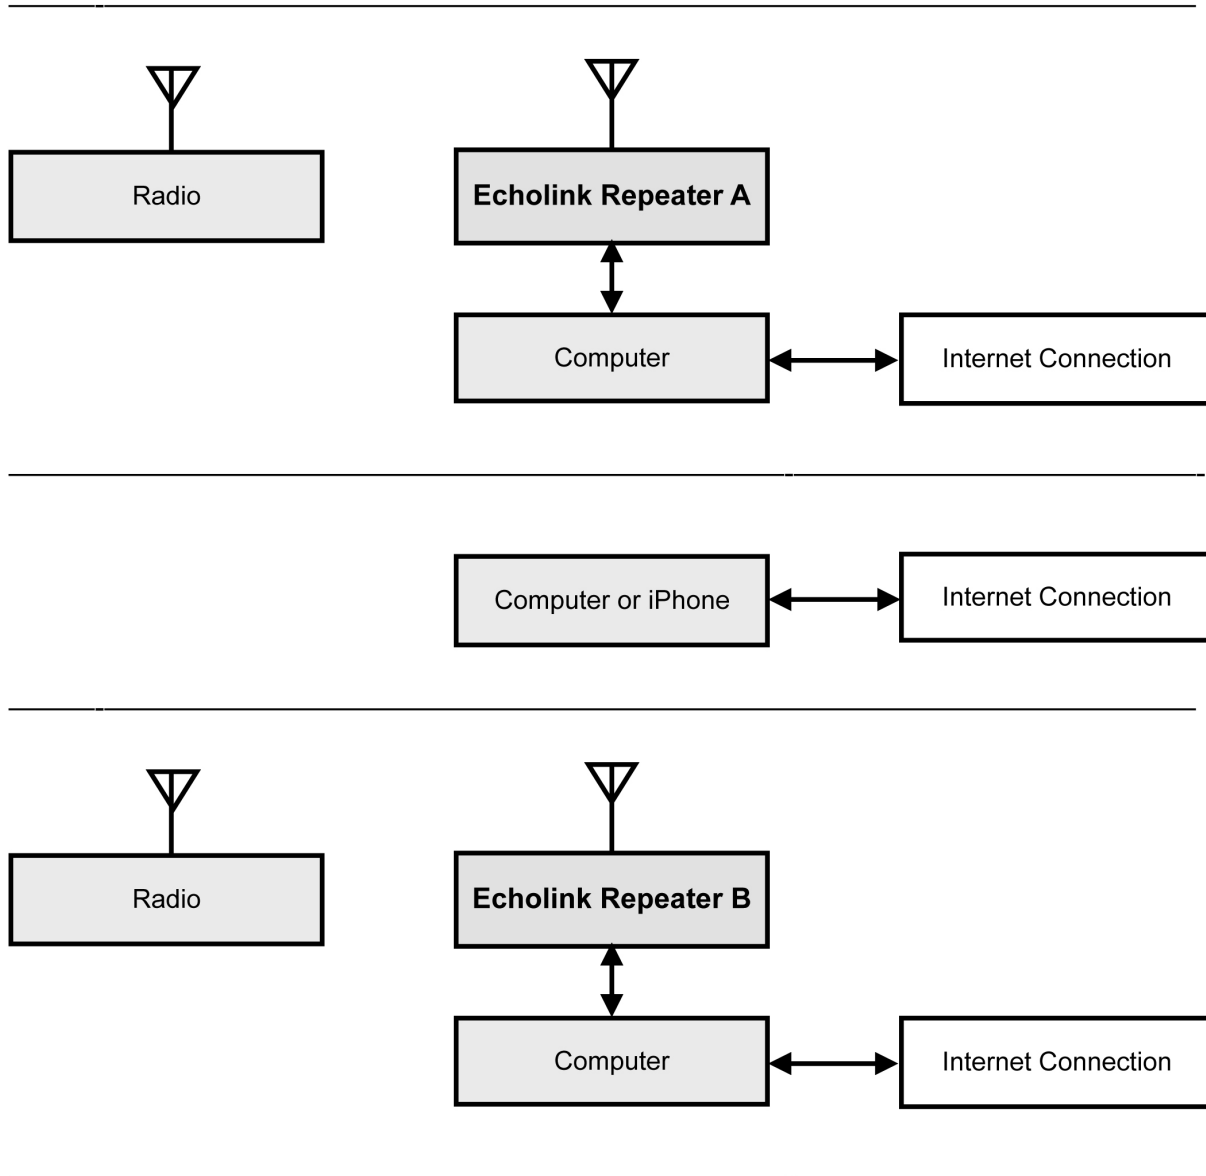 Radio
Echolink Repeater A
Computer
Internet Connection
Computer or iPhone
Internet Connection
Radio
Echolink Repeater B
Computer
Internet Connection